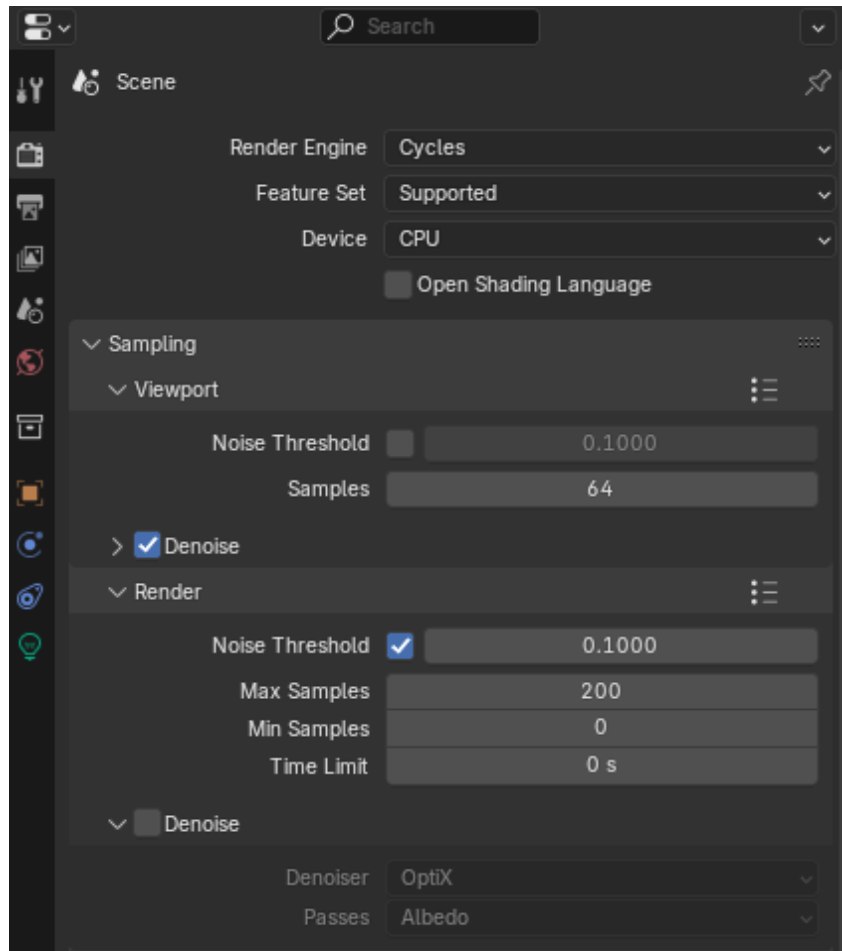 Search
Scene
Render Engine Cycles
Feature Set Supported
Device CPU
Open Shading Language
Sampling
Viewport
Noise Threshold 0.1000
Samples 64
Denoise
Render
Noise Threshold 0.1000
Max Samples 200
Min Samples 0
Time Limit 0 s
Denoise
Denoiser OptiX
Passes Albedo